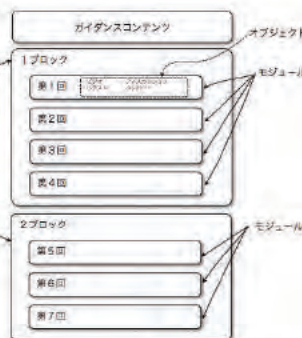 ガイダンスコンテンツ
オブジェクト
1ブロック
モジュール
第1回
第2回
第3回
第4回
2ブロック
モジュール
第5回
第6回
第7回